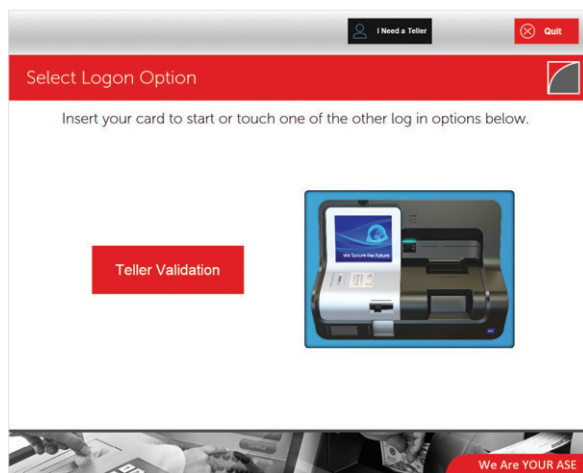 I Need a Teller
Quit
Select Logon Option
Insert your card to start or touch one of the other log in options below.
Teller Validation
We Secure the Future
We Are YOUR ASE